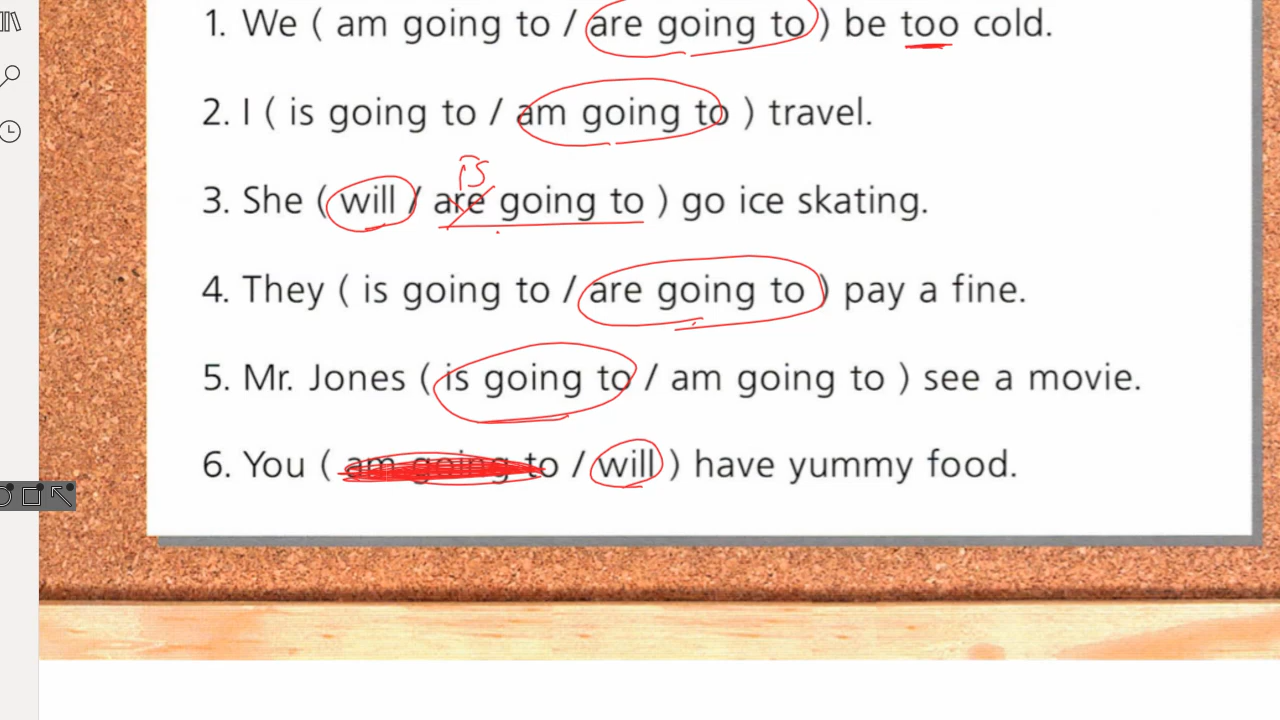 1. We ( am going to / are going to ) be too cold.
2. I ( is going to / am going to ) travel.
is
3. She ( will / are going to ) go ice skating.
4. They ( is going to / are going to ) pay a fine.
5. Mr. Jones ( is going to / am going to ) see a movie.
6. You ( am going to / will ) have yummy food.